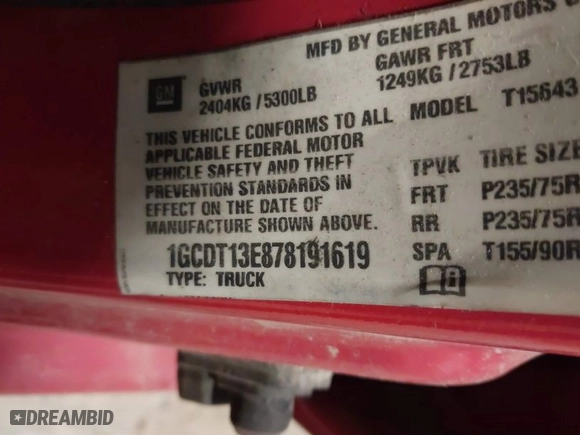 MFD BY GENERAL MOTORS
GM
GVWR
2404KG / 5300LB
GAWR FRT
1249KG / 2753LB
THIS VEHICLE CONFORMS TO ALL
APPLICABLE FEDERAL MOTOR
VEHICLE SAFETY AND THEFT
PREVENTION STANDARDS IN
EFFECT ON THE DATE OF
MANUFACTURE SHOWN ABOVE.
1GCDT13E878191619
TYPE: TRUCK
MODEL T15643
TPVK TIRE SIZE
FRT P235/75R
RR P235/75R
SPA T155/90R
DREAMBID